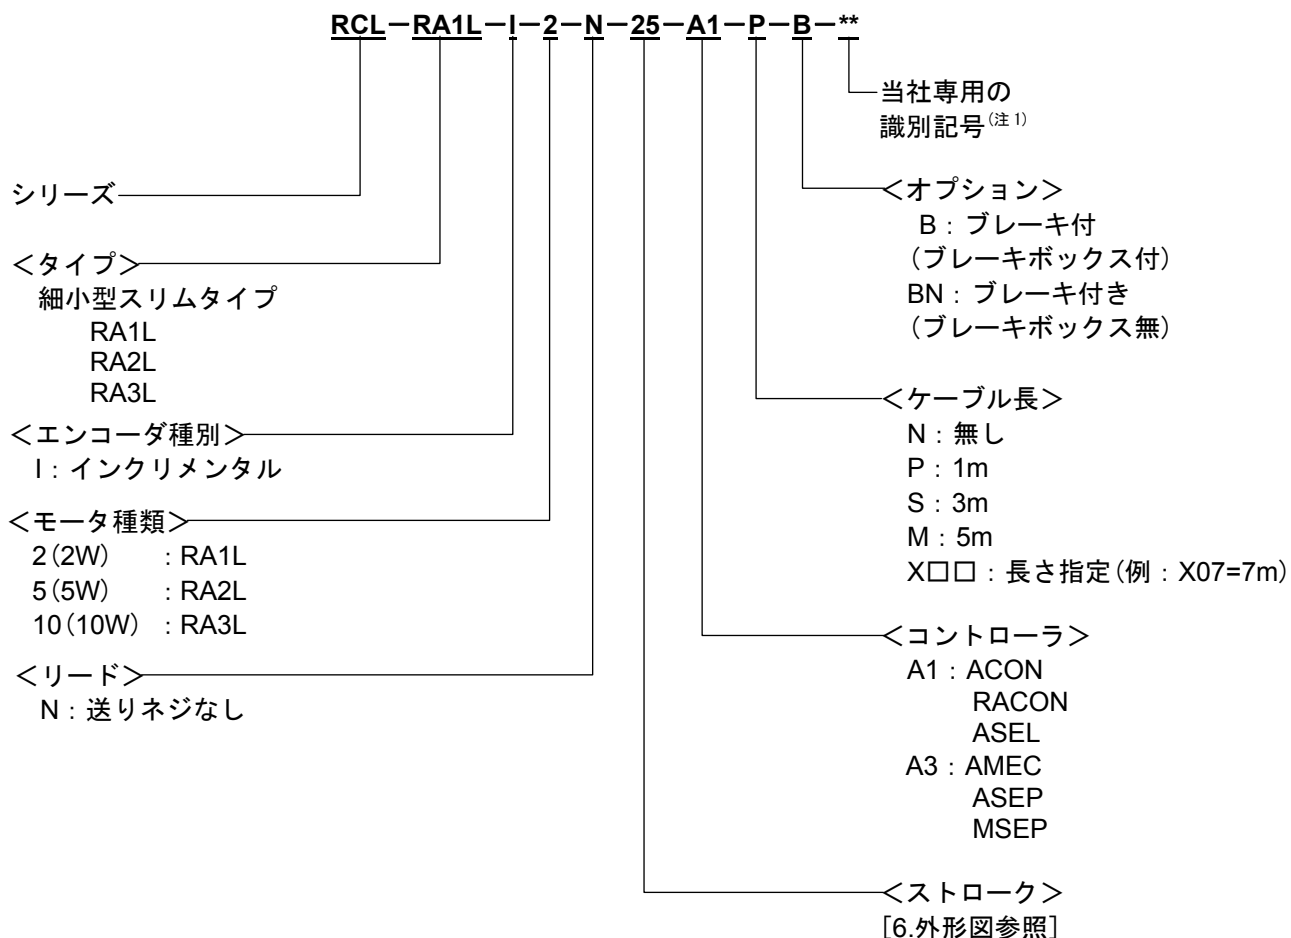 RCL－RA1L－I－2－N－25－A1－P－B－**
当社専用の
識別記号(注1)
シリーズ
＜タイプ＞
細小型スリムタイプ
RA1L
RA2L
RA3L
＜エンコーダ種別＞
I：インクリメンタル
＜モータ種類＞
2(2W)　：RA1L
5(5W)　：RA2L
10(10W)　：RA3L
＜リード＞
N：送りネジなし
＜オプション＞
B：ブレーキ付
(ブレーキボックス付)
BN：ブレーキ付き
(ブレーキボックス無)
＜ケーブル長＞
N：無し
P：1m
S：3m
M：5m
X□□：長さ指定(例：X07=7m)
＜コントローラ＞
A1：ACON
RACON
ASEL
A3：AMEC
ASEP
MSEP
＜ストローク＞
[6.外形図参照]